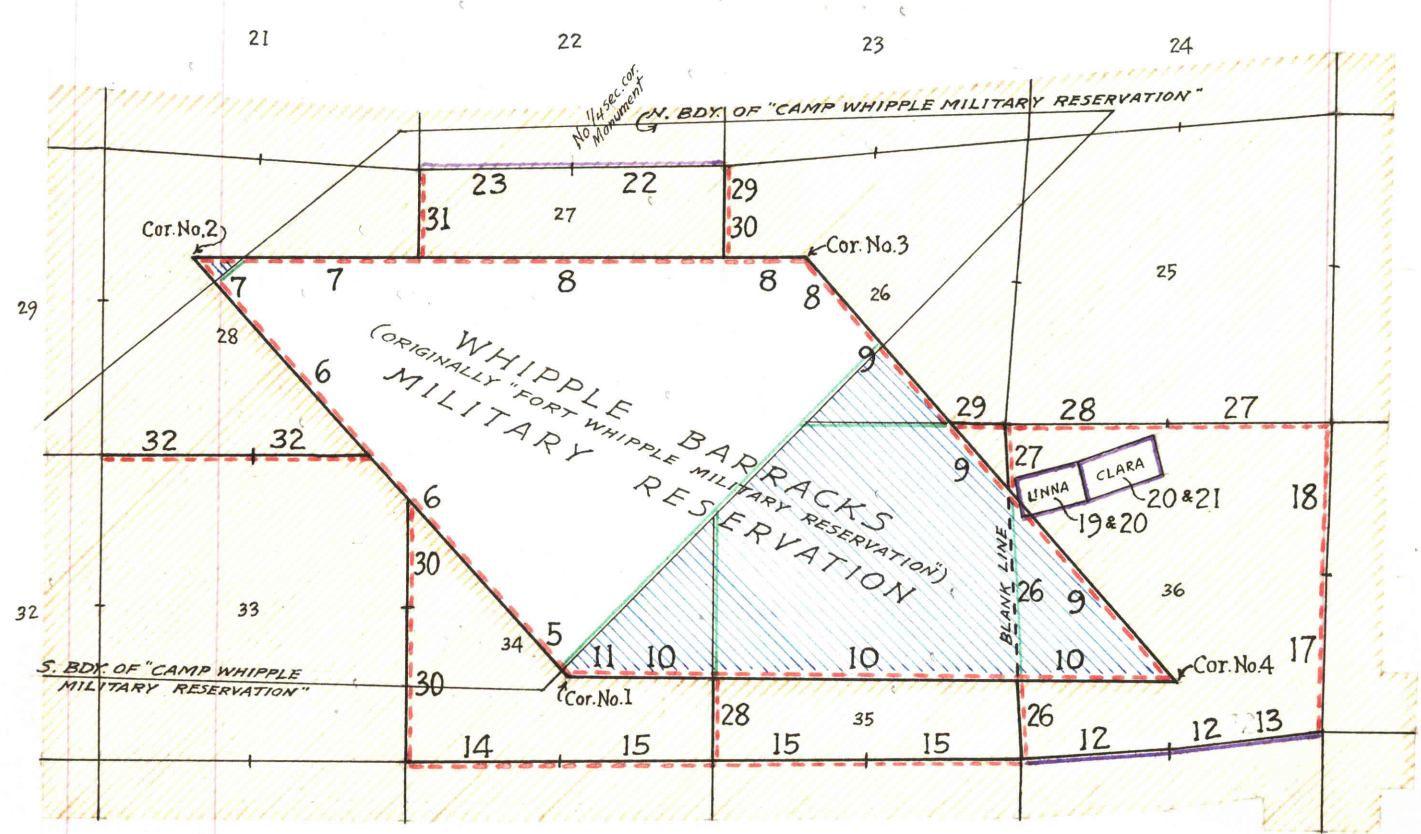 21 22 23 24
No 1/4 sec. cor.
Monument
N. BDY. OF "CAMP WHIPPLE MILITARY RESERVATION"
23 22 29
31 27 30
Cor. No. 2
Cor. No. 3
7 7 8 8 8
26 25
29
28
6
9
WHIPPLE BARRACKS
(ORIGINALLY "FORT WHIPPLE MILITARY RESERVATION")
MILITARY RESERVATION
29 28 27
32 32
9 27
LINNA CLARA
20 & 21
19 & 20
18
6
30
BLANK LINE
26 9 36
32 33
34 5
11 10 10 10
17
S. BDY. OF "CAMP WHIPPLE
MILITARY RESERVATION"
30
Cor. No. 1
Cor. No. 4
28 35 26
14 15 15 15 12 12 13